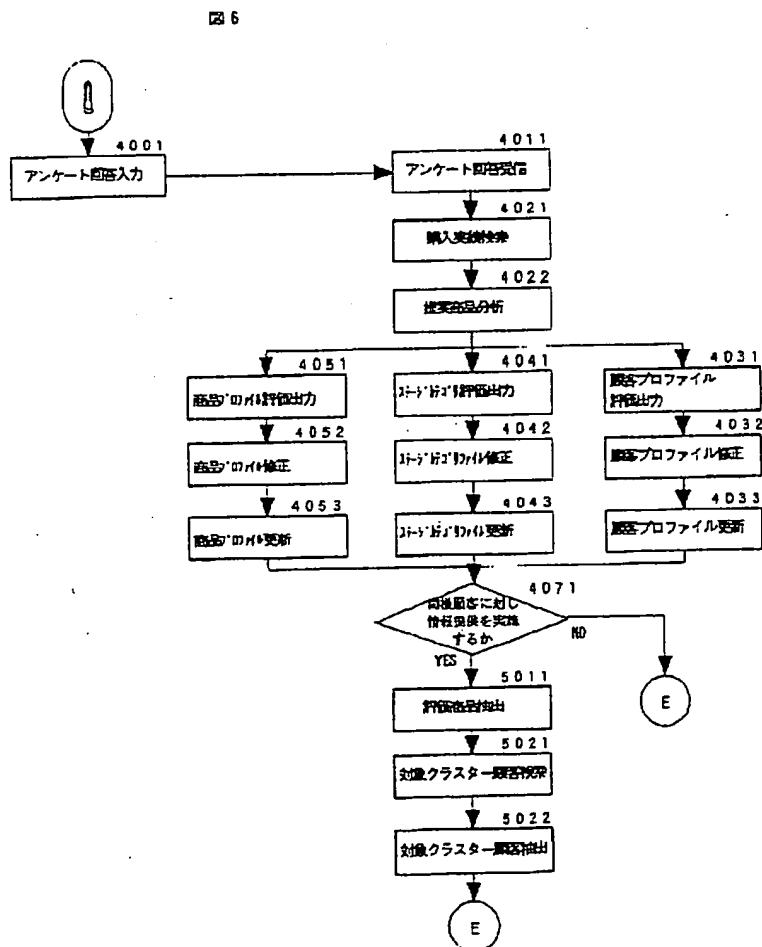 図6
4001
アンケート回答入力
4011
アンケート回答受信
4021
購入実績検索
4022
提案商品分析
4051
商品プロファイル評価出力
4041
ステージカテゴリ評価出力
4031
顧客プロファイル
評価出力
4052
商品プロファイル修正
4042
ステージカテゴリファイル修正
4032
顧客プロファイル修正
4053
商品プロファイル更新
4043
ステージカテゴリファイル更新
4033
顧客プロファイル更新
4071
同様顧客に対し
情報提供を実施
するか
NO
YES
E
5011
評価商品抽出
5021
対象クラスター顧客検索
5022
対象クラスター顧客抽出
E